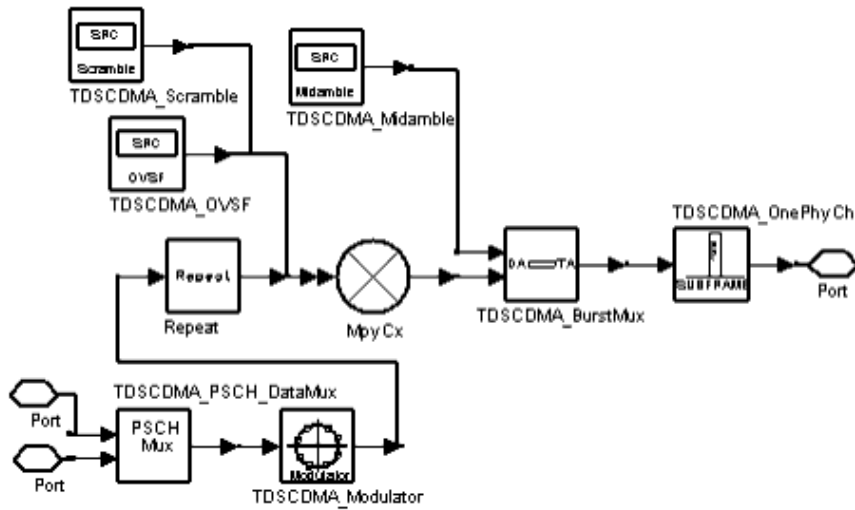 SRC
Scramble
TDSCDMA_Scramble
SRC
Midamble
TDSCDMA_Midamble
SRC
OVSF
TDSCDMA_OVSF
TDSCDMA_OnePhyCh
Repeat
Repeat
MpyCx
DA TA
TDSCDMA_BurstMux
SUBFRAME
Port
TDSCDMA_PSCH_DataMux
Port
PSCH
Mux
Port
Modulator
TDSCDMA_Modulator